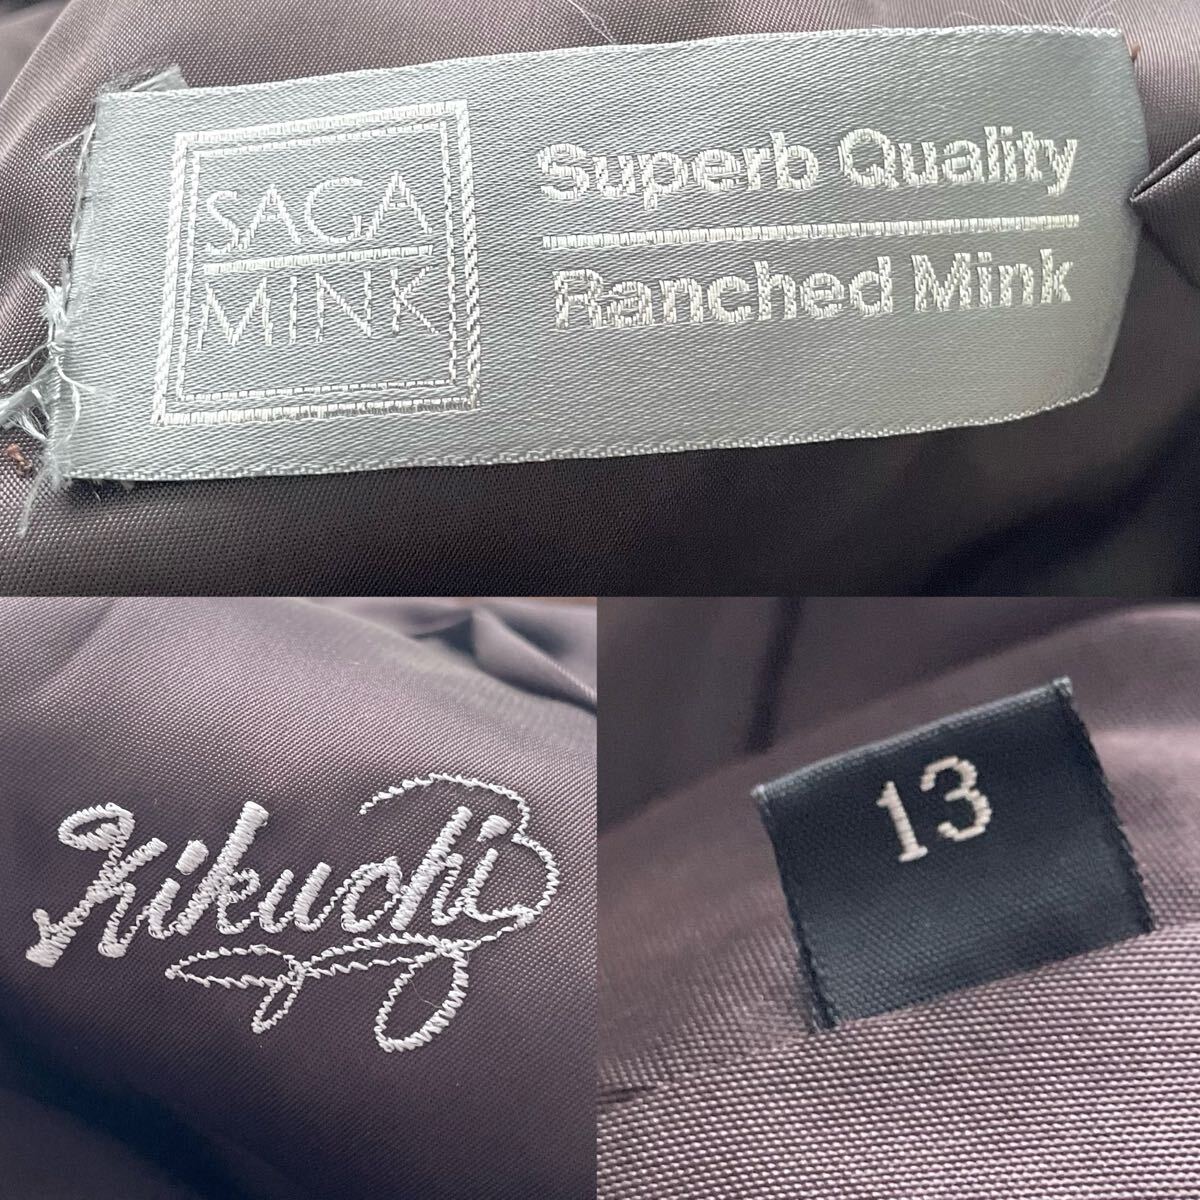 SAGA
MINK
Superb Quality
Ranched Mink
Kikuchi
13